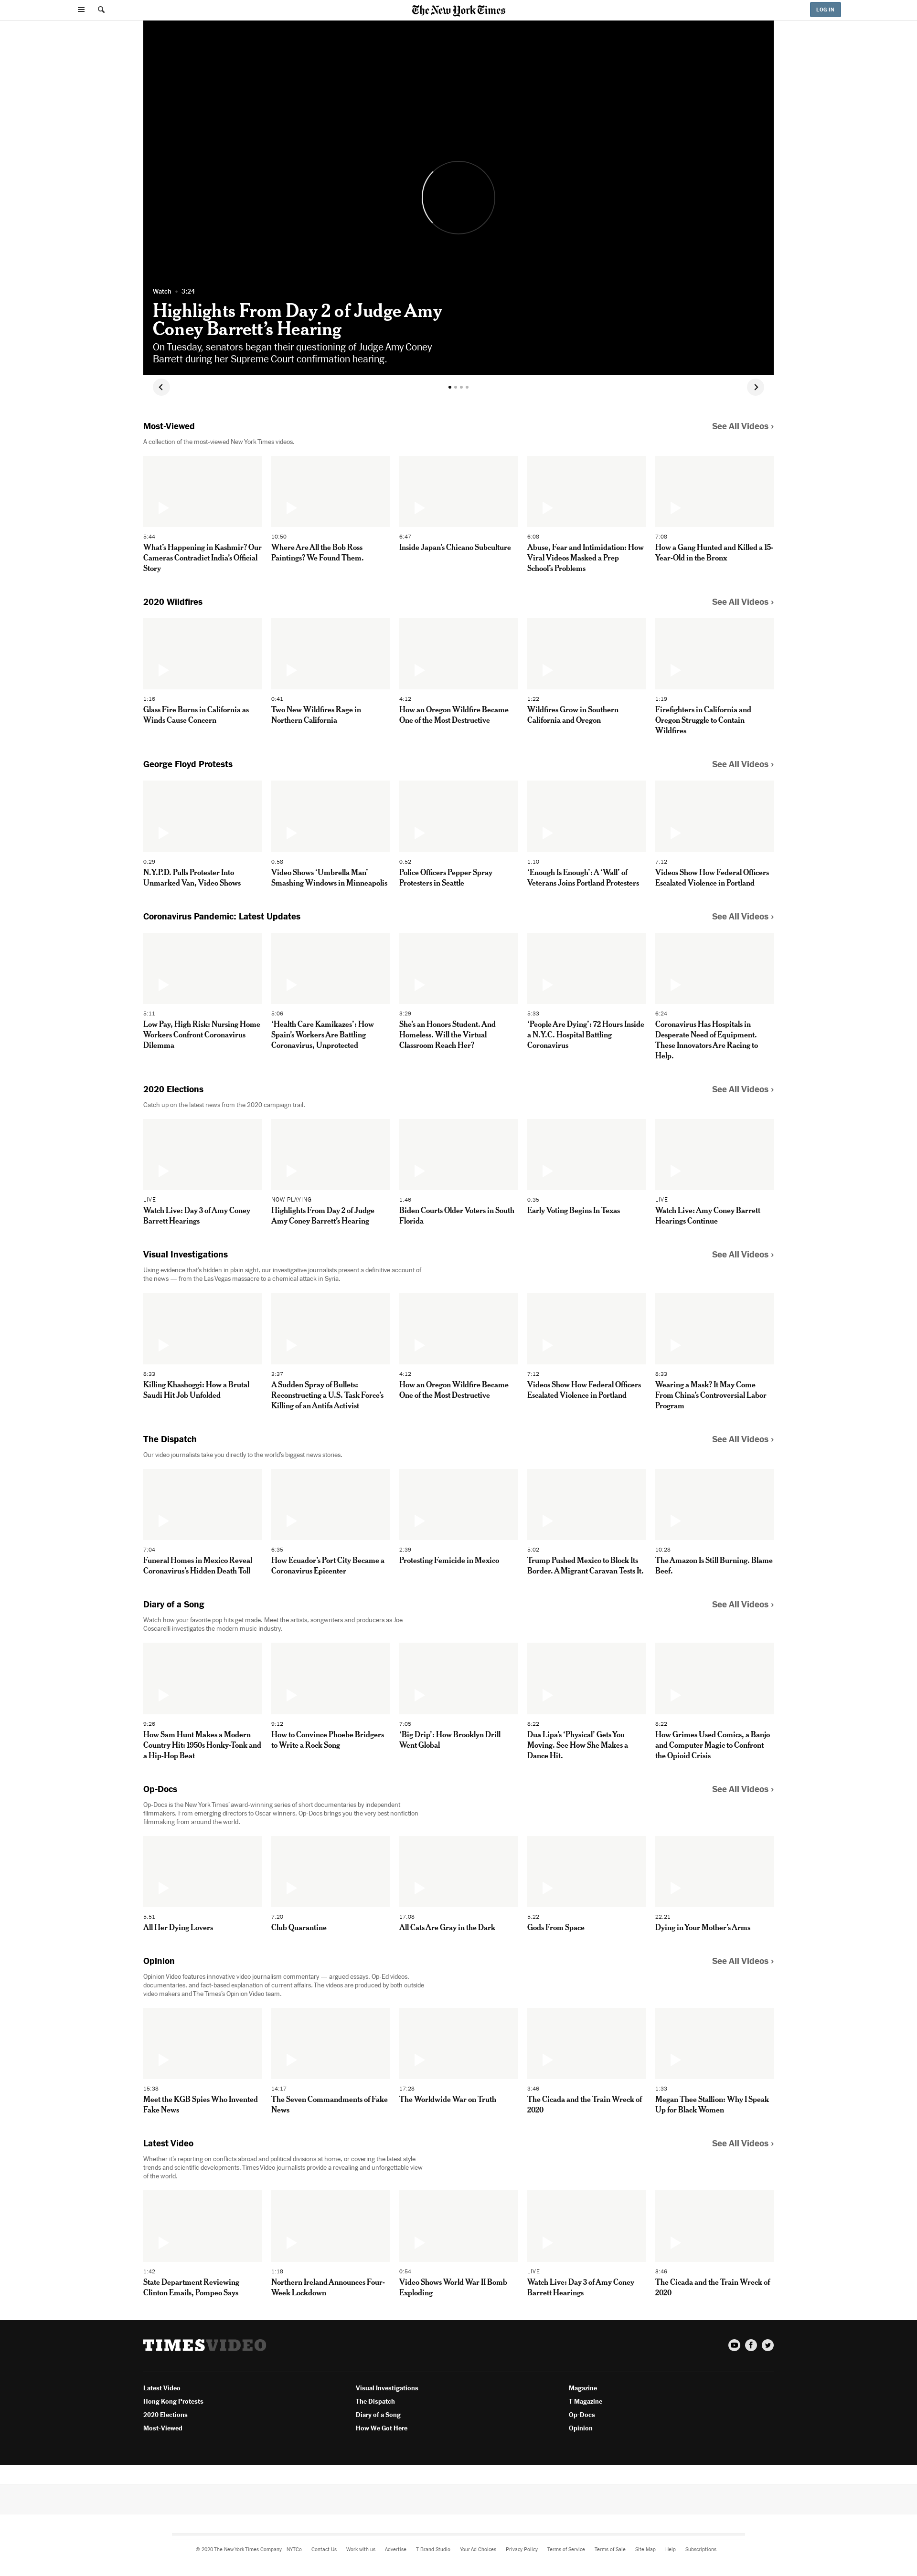 The New York Times
LOG IN
Watch • 3:24
Highlights From Day 2 of Judge Amy
Coney Barrett’s Hearing
On Tuesday, senators began their questioning of Judge Amy Coney
Barrett during her Supreme Court confirmation hearing.
Most-Viewed
See All Videos ›
A collection of the most-viewed New York Times videos.
5:44
What’s Happening in Kashmir? Our
Cameras Contradict India’s Official
Story
10:50
Where Are All the Bob Ross
Paintings? We Found Them.
6:47
Inside Japan’s Chicano Subculture
6:08
Abuse, Fear and Intimidation: How
Viral Videos Masked a Prep
School’s Problems
7:08
How a Gang Hunted and Killed a 15-
Year-Old in the Bronx
2020 Wildfires
See All Videos ›
1:16
Glass Fire Burns in California as
Winds Cause Concern
0:41
Two New Wildfires Rage in
Northern California
4:12
How an Oregon Wildfire Became
One of the Most Destructive
1:22
Wildfires Grow in Southern
California and Oregon
1:19
Firefighters in California and
Oregon Struggle to Contain
Wildfires
George Floyd Protests
See All Videos ›
0:29
N.Y.P.D. Pulls Protester Into
Unmarked Van, Video Shows
0:58
Video Shows ‘Umbrella Man’
Smashing Windows in Minneapolis
0:52
Police Officers Pepper Spray
Protesters in Seattle
1:10
‘Enough Is Enough’: A ‘Wall’ of
Veterans Joins Portland Protesters
7:12
Videos Show How Federal Officers
Escalated Violence in Portland
Coronavirus Pandemic: Latest Updates
See All Videos ›
5:11
Low Pay, High Risk: Nursing Home
Workers Confront Coronavirus
Dilemma
5:06
‘Health Care Kamikazes’: How
Spain’s Workers Are Battling
Coronavirus, Unprotected
3:29
She’s an Honors Student. And
Homeless. Will the Virtual
Classroom Reach Her?
5:33
‘People Are Dying’: 72 Hours Inside
a N.Y.C. Hospital Battling
Coronavirus
6:24
Coronavirus Has Hospitals in
Desperate Need of Equipment.
These Innovators Are Racing to
Help.
2020 Elections
See All Videos ›
Catch up on the latest news from the 2020 campaign trail.
LIVE
Watch Live: Day 3 of Amy Coney
Barrett Hearings
NOW PLAYING
Highlights From Day 2 of Judge
Amy Coney Barrett’s Hearing
1:46
Biden Courts Older Voters in South
Florida
0:35
Early Voting Begins In Texas
LIVE
Watch Live: Amy Coney Barrett
Hearings Continue
Visual Investigations
See All Videos ›
Using evidence that’s hidden in plain sight, our investigative journalists present a definitive account of
the news — from the Las Vegas massacre to a chemical attack in Syria.
8:33
Killing Khashoggi: How a Brutal
Saudi Hit Job Unfolded
3:37
A Sudden Spray of Bullets:
Reconstructing a U.S. Task Force’s
Killing of an Antifa Activist
4:12
How an Oregon Wildfire Became
One of the Most Destructive
7:12
Videos Show How Federal Officers
Escalated Violence in Portland
8:33
Wearing a Mask? It May Come
From China’s Controversial Labor
Program
The Dispatch
See All Videos ›
Our video journalists take you directly to the world’s biggest news stories.
7:04
Funeral Homes in Mexico Reveal
Coronavirus’s Hidden Death Toll
6:35
How Ecuador’s Port City Became a
Coronavirus Epicenter
2:39
Protesting Femicide in Mexico
5:02
Trump Pushed Mexico to Block Its
Border. A Migrant Caravan Tests It.
10:28
The Amazon Is Still Burning. Blame
Beef.
Diary of a Song
See All Videos ›
Watch how your favorite pop hits get made. Meet the artists, songwriters and producers as Joe
Coscarelli investigates the modern music industry.
9:26
How Sam Hunt Makes a Modern
Country Hit: 1950s Honky-Tonk and
a Hip-Hop Beat
9:12
How to Convince Phoebe Bridgers
to Write a Rock Song
7:05
‘Big Drip’: How Brooklyn Drill
Went Global
8:22
Dua Lipa’s ‘Physical’ Gets You
Moving. See How She Makes a
Dance Hit.
8:22
How Grimes Used Comics, a Banjo
and Computer Magic to Confront
the Opioid Crisis
Op-Docs
See All Videos ›
Op-Docs is the New York Times’ award-winning series of short documentaries by independent
filmmakers. From emerging directors to Oscar winners, Op-Docs brings you the very best nonfiction
filmmaking from around the world.
5:51
All Her Dying Lovers
7:20
Club Quarantine
17:08
All Cats Are Gray in the Dark
5:22
Gods From Space
22:21
Dying in Your Mother’s Arms
Opinion
See All Videos ›
Opinion Video features innovative video journalism commentary — argued essays, Op-Ed videos,
documentaries, and fact-based explanation of current affairs. The videos are produced by both outside
video makers and The Times’s Opinion Video team.
15:38
Meet the KGB Spies Who Invented
Fake News
14:17
The Seven Commandments of Fake
News
17:28
The Worldwide War on Truth
3:46
The Cicada and the Train Wreck of
2020
1:33
Megan Thee Stallion: Why I Speak
Up for Black Women
Latest Video
See All Videos ›
Whether it’s reporting on conflicts abroad and political divisions at home, or covering the latest style
trends and scientific developments, Times Video journalists provide a revealing and unforgettable view
of the world.
1:42
State Department Reviewing
Clinton Emails, Pompeo Says
1:18
Northern Ireland Announces Four-
Week Lockdown
0:54
Video Shows World War II Bomb
Exploding
LIVE
Watch Live: Day 3 of Amy Coney
Barrett Hearings
3:46
The Cicada and the Train Wreck of
2020
TIMESVIDEO
Latest Video
Hong Kong Protests
2020 Elections
Most-Viewed
Visual Investigations
The Dispatch
Diary of a Song
How We Got Here
Magazine
T Magazine
Op-Docs
Opinion
© 2020 The New York Times Company NYTCo Contact Us Work with us Advertise T Brand Studio Your Ad Choices Privacy Policy Terms of Service Terms of Sale Site Map Help Subscriptions